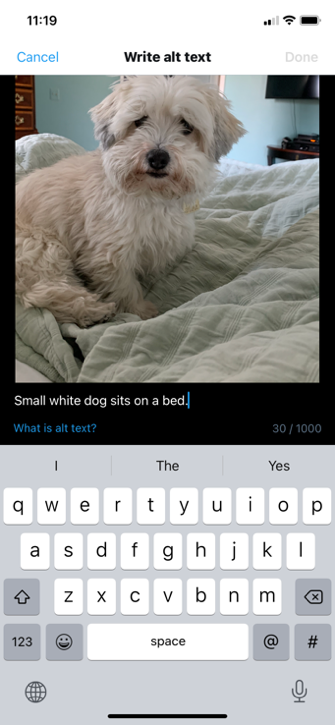 11:19
Cancel Write alt text Done
Small white dog sits on a bed.
What is alt text? 30 / 1000
I The Yes
q w e r t y u i o p
a s d f g h j k l
z x c v b n m
123 space @ #